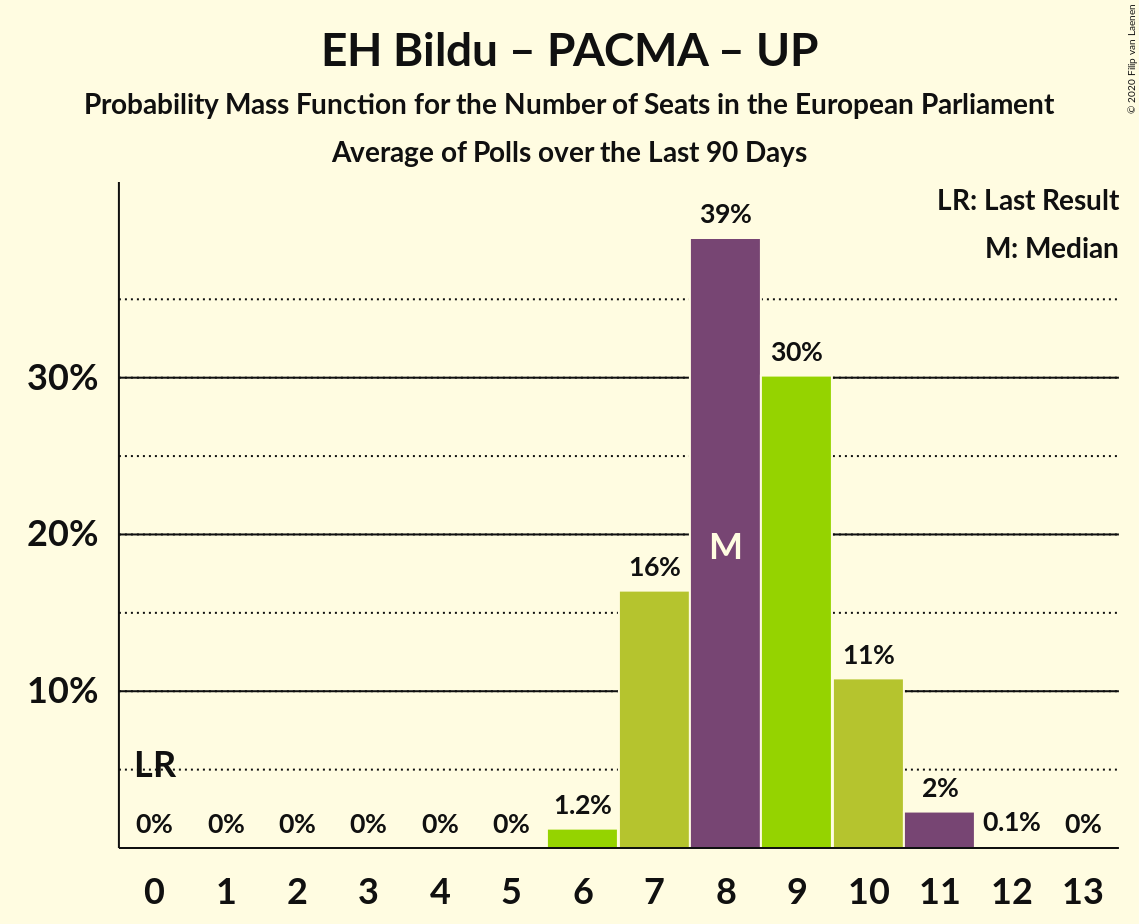 EH Bildu – PACMA – UP
Probability Mass Function for the Number of Seats in the European Parliament
Average of Polls over the Last 90 Days
© 2020 Filip van Laenen
LR: Last Result
M: Median
39%
30%
30%
20%
M
16%
11%
10%
LR
0% 0% 0% 0% 0% 0% 1.2% 2% 0.1% 0%
0 1 2 3 4 5 6 7 8 9 10 11 12 13